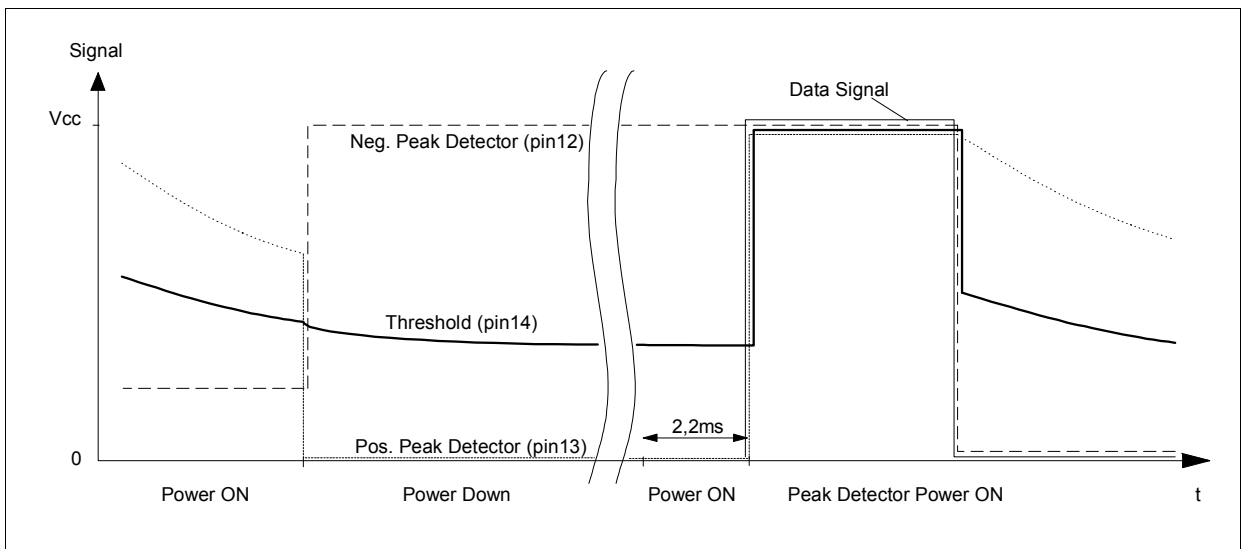 Signal
Data Signal
Vcc
Neg. Peak Detector (pin12)
Threshold (pin14)
2,2ms
Pos. Peak Detector (pin13)
0
Power ON
Power Down
Power ON
Peak Detector Power ON
t